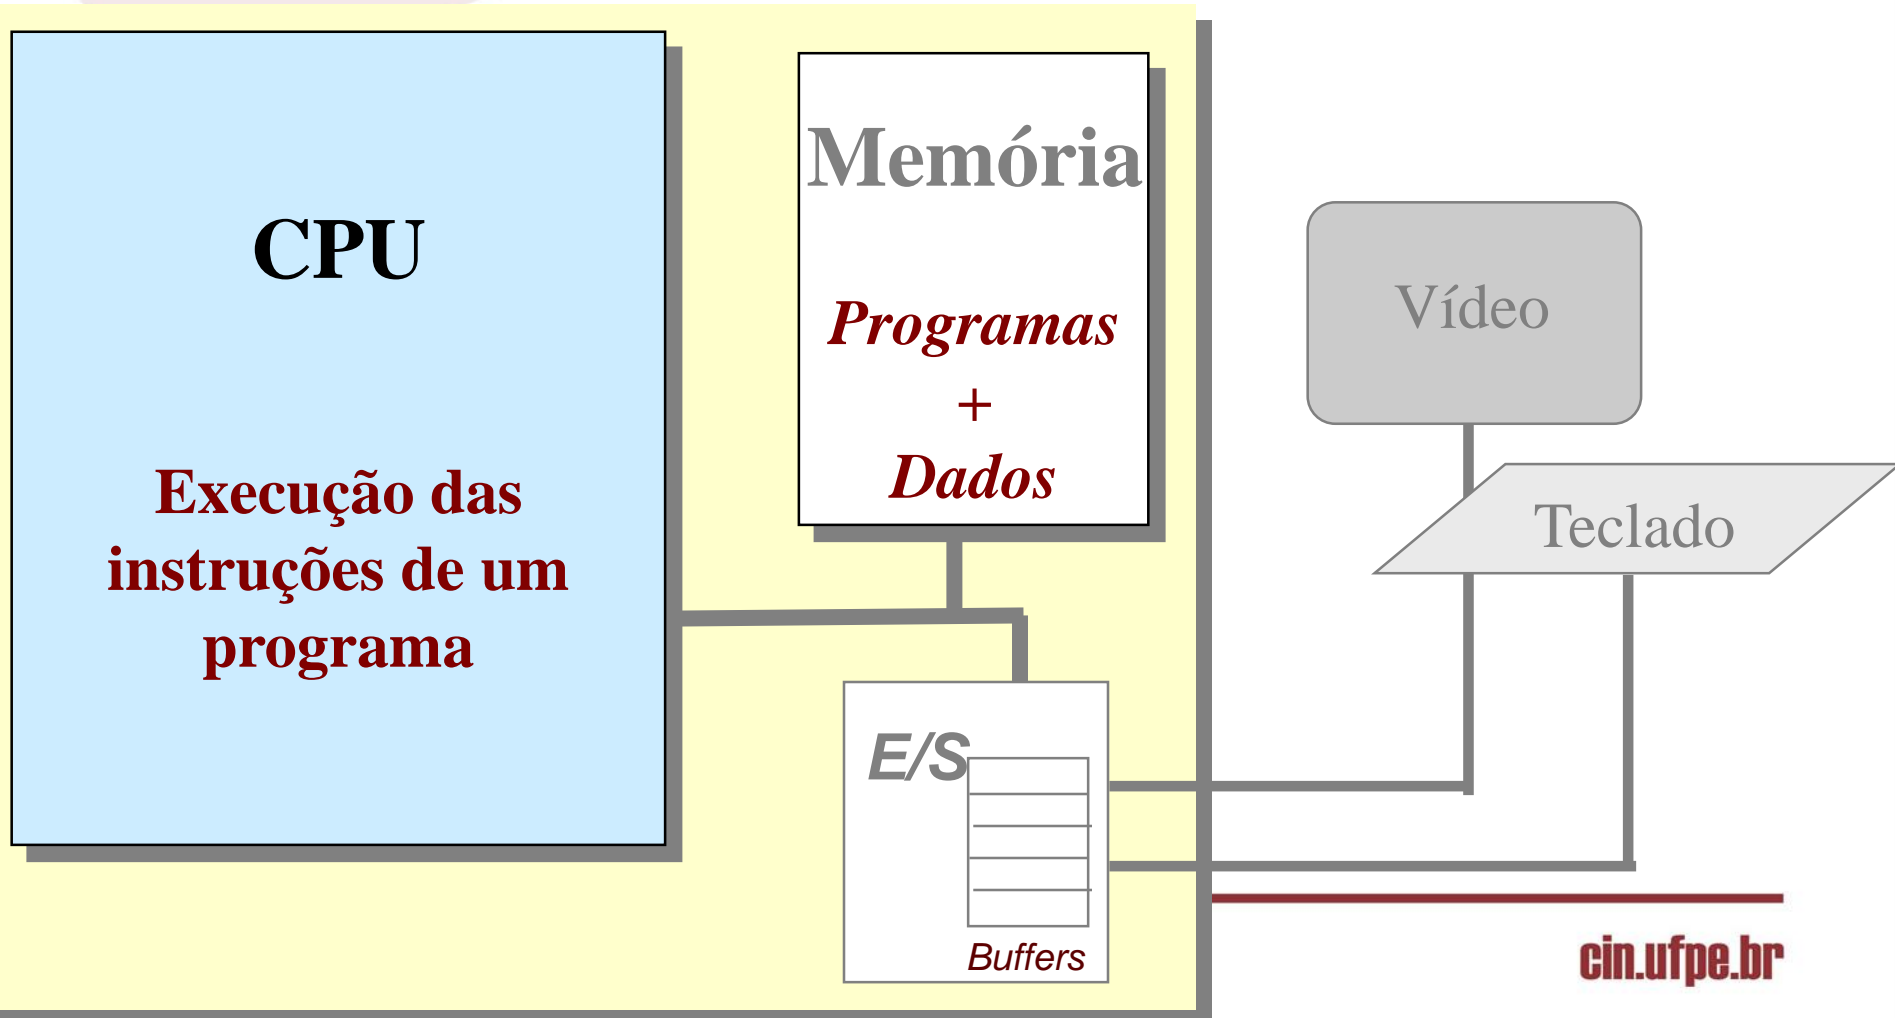 CPU
Execução das
instruções de um
programa
Memória
Programas
+
Dados
E/S
Buffers
Vídeo
Teclado
cin.ufpe.br